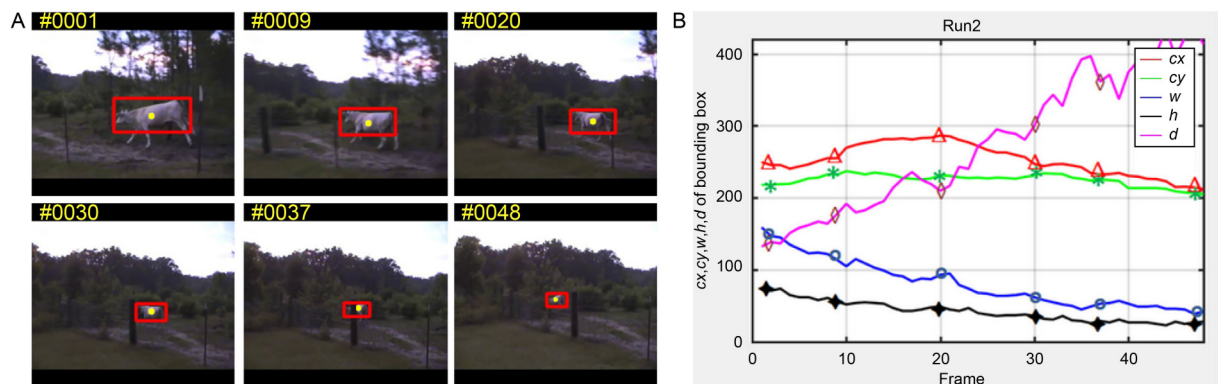 A
#0001
#0009
#0020
#0030
#0037
#0048
B
Run2
cx,cy,w,h,d of bounding box
400
300
200
100
0
0 10 20 30 40
Frame
cx
cy
w
h
d